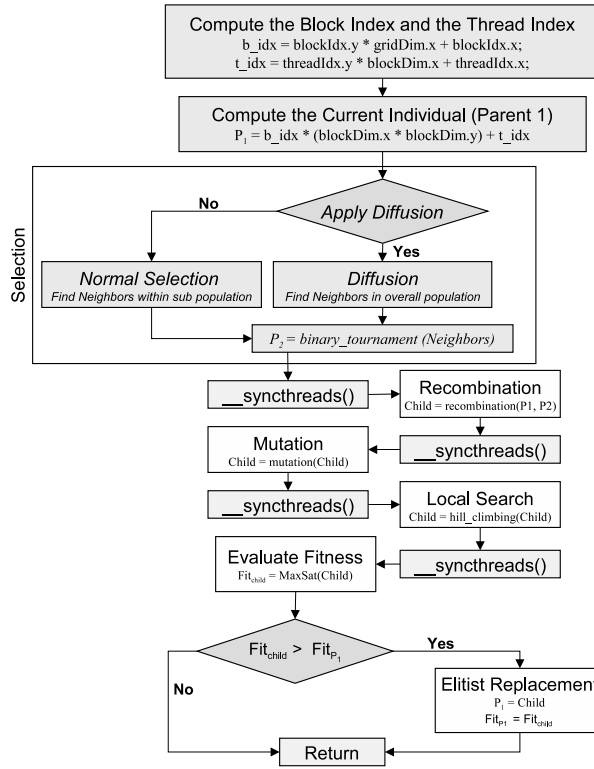 Compute the Block Index and the Thread Index
b_idx = blockIdx.y * gridDim.x + blockIdx.x;
t_idx = threadIdx.y * blockDim.x + threadIdx.x;
Compute the Current Individual (Parent 1)
P1 = b_idx * (blockDim.x * blockDim.y) + t_idx
Selection
Apply Diffusion
No
Yes
Normal Selection
Find Neighbors within sub population
Diffusion
Find Neighbors in overall population
P2 = binary_tournament (Neighbors)
__syncthreads()
Recombination
Child = recombination(P1, P2)
__syncthreads()
Mutation
Child = mutation(Child)
__syncthreads()
Local Search
Child = hill_climbing(Child)
__syncthreads()
Evaluate Fitness
Fitchild = MaxSat(Child)
Fitchild > FitP1
Yes
No
Elitist Replacement
P1 = Child
FitP1 = Fitchild
Return